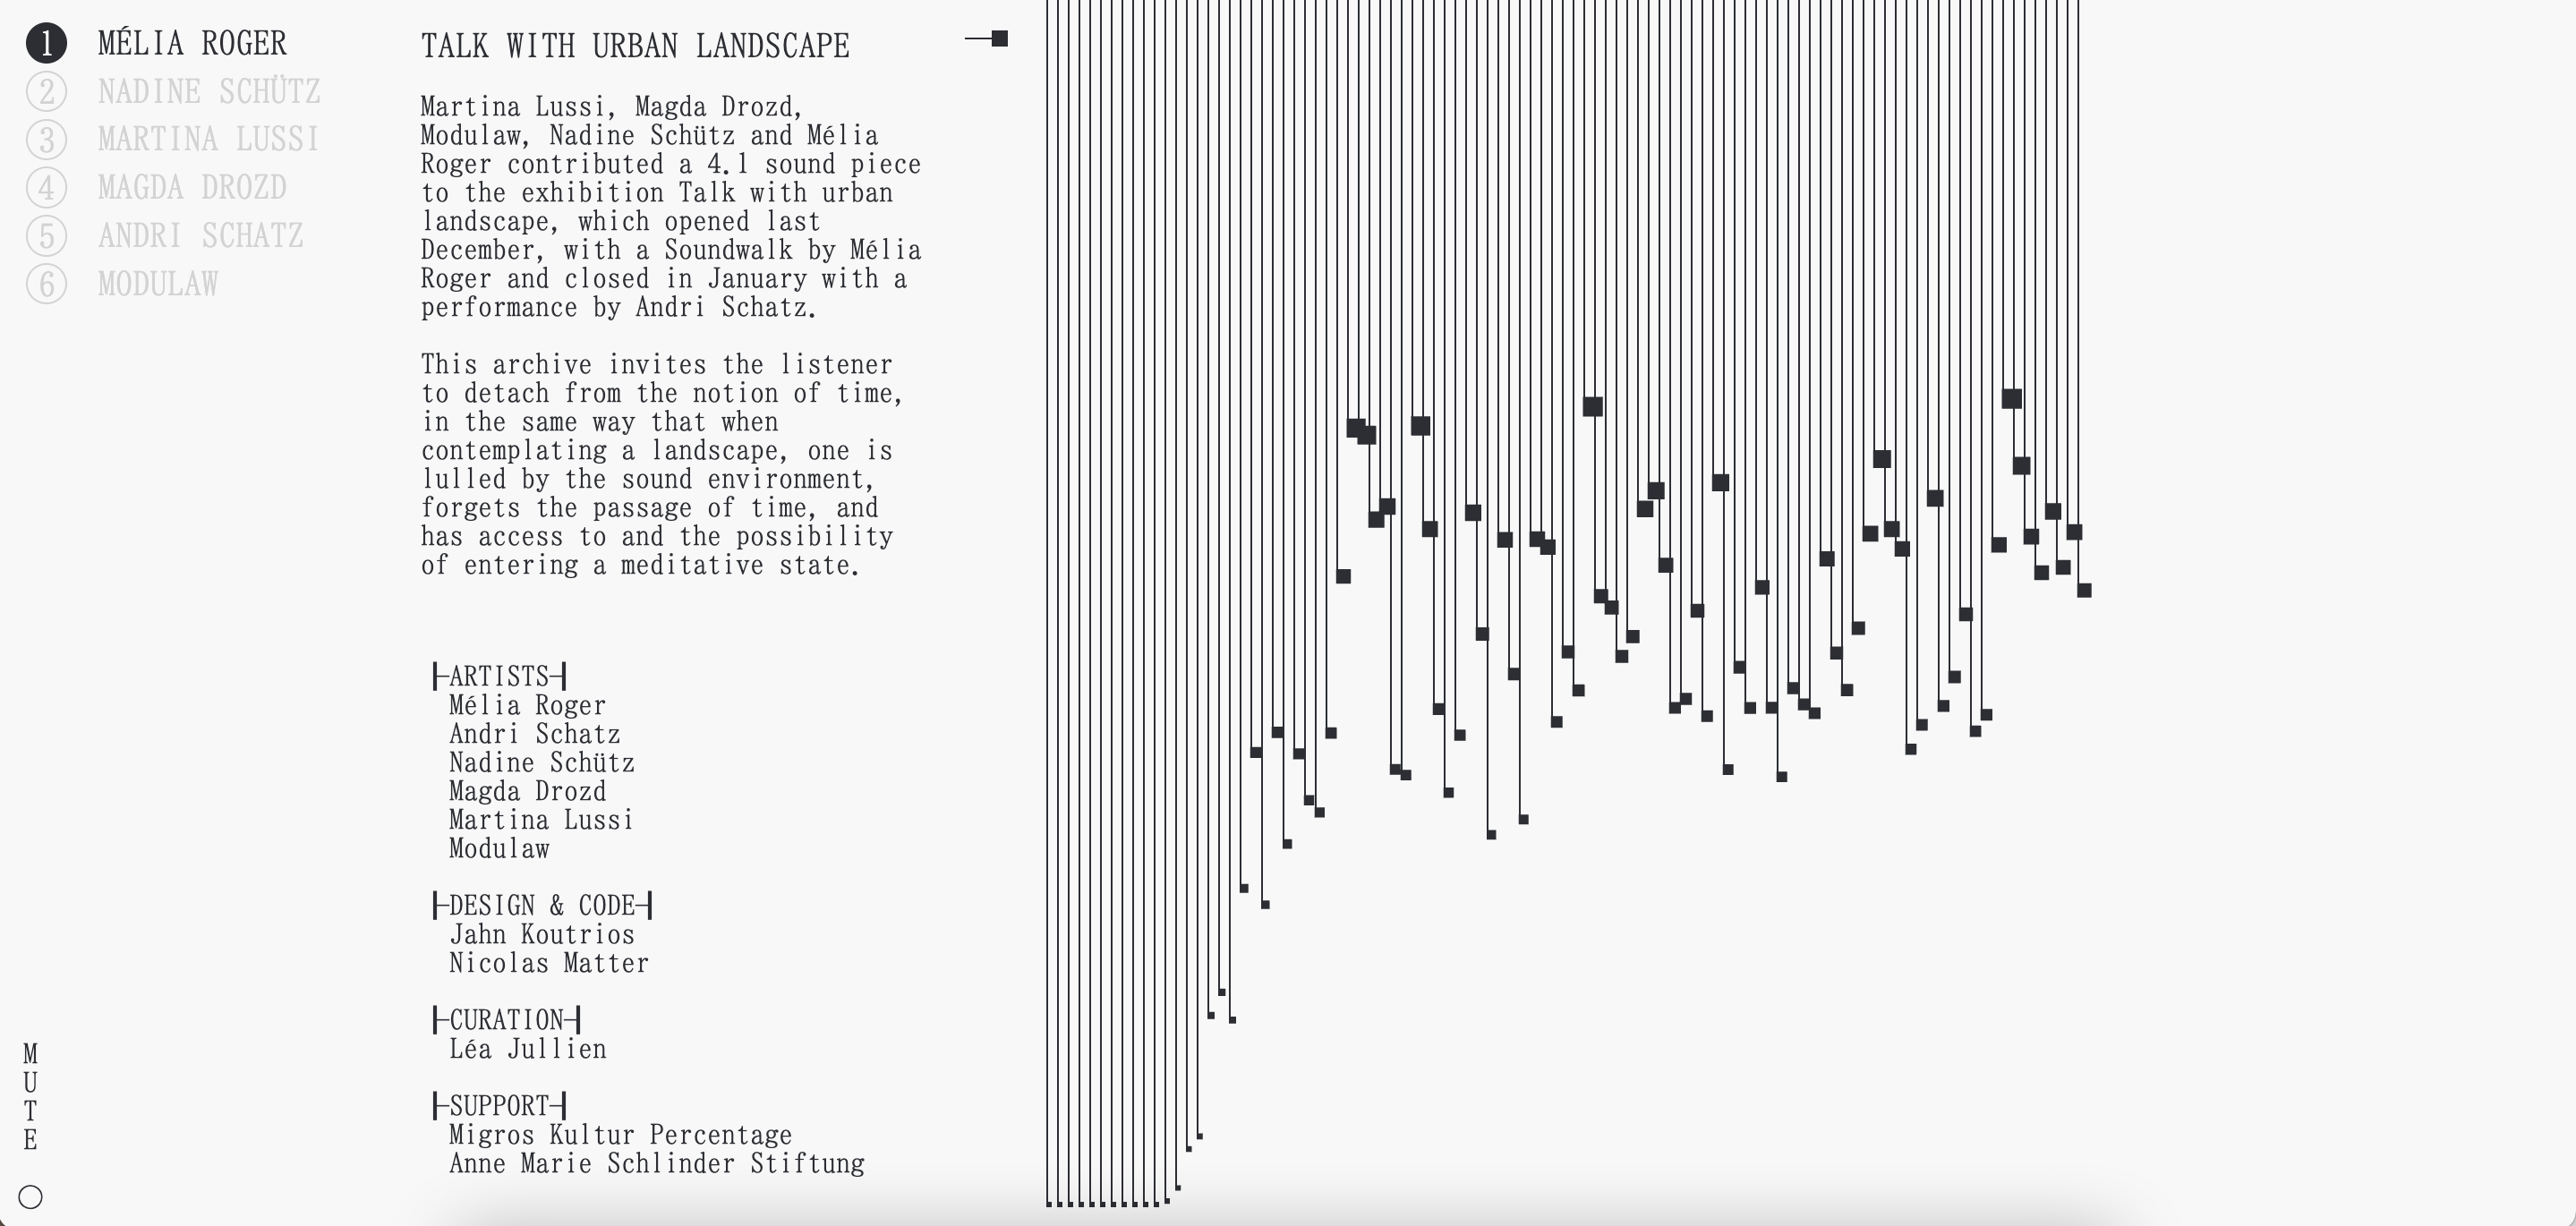 1 MÉLIA ROGER
2 NADINE SCHÜTZ
3 MARTINA LUSSI
4 MAGDA DROZD
5 ANDRI SCHATZ
6 MODULAW
TALK WITH URBAN LANDSCAPE
Martina Lussi, Magda Drozd,
Modulaw, Nadine Schütz and Mélia
Roger contributed a 4.1 sound piece
to the exhibition Talk with urban
landscape, which opened last
December, with a Soundwalk by Mélia
Roger and closed in January with a
performance by Andri Schatz.
This archive invites the listener
to detach from the notion of time,
in the same way that when
contemplating a landscape, one is
lulled by the sound environment,
forgets the passage of time, and
has access to and the possibility
of entering a meditative state.
ARTISTS
Mélia Roger
Andri Schatz
Nadine Schütz
Magda Drozd
Martina Lussi
Modulaw
DESIGN & CODE
Jahn Koutrios
Nicolas Matter
CURATION
Léa Jullien
SUPPORT
Migros Kultur Percentage
Anne Marie Schlinder Stiftung
MUTE